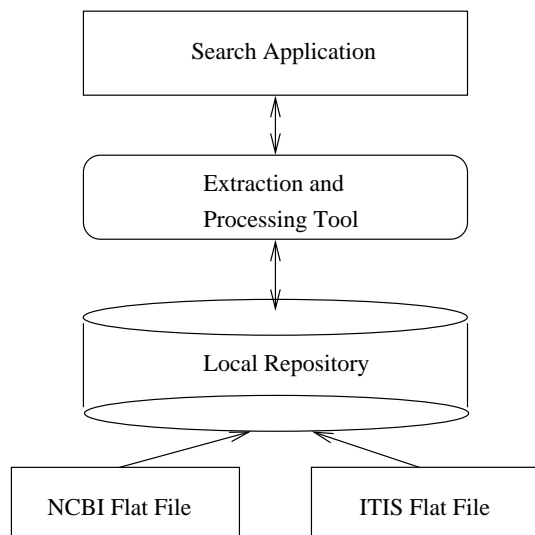 Search Application
Extraction and
Processing Tool
Local Repository
NCBI Flat File
ITIS Flat File